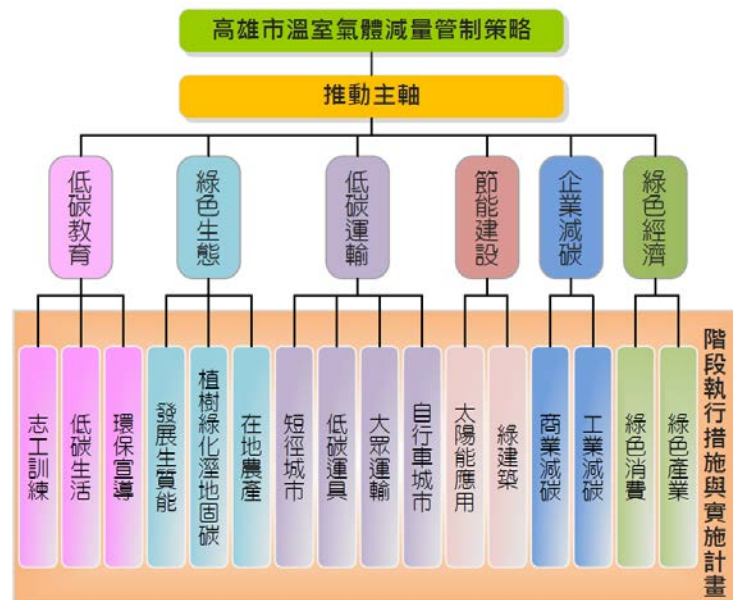 高雄市溫室氣體減量管制策略
推動主軸
低碳教育
綠色生態
低碳運輸
節能建設
企業減碳
綠色經濟
階段執行措施與實施計畫
志工訓練
低碳生活
環保宣導
發展生質能
植樹綠化溼地固碳
在地農產
短徑城市
低碳運具
大眾運輸
自行車城市
太陽能應用
綠建築
商業減碳
工業減碳
綠色消費
綠色產業